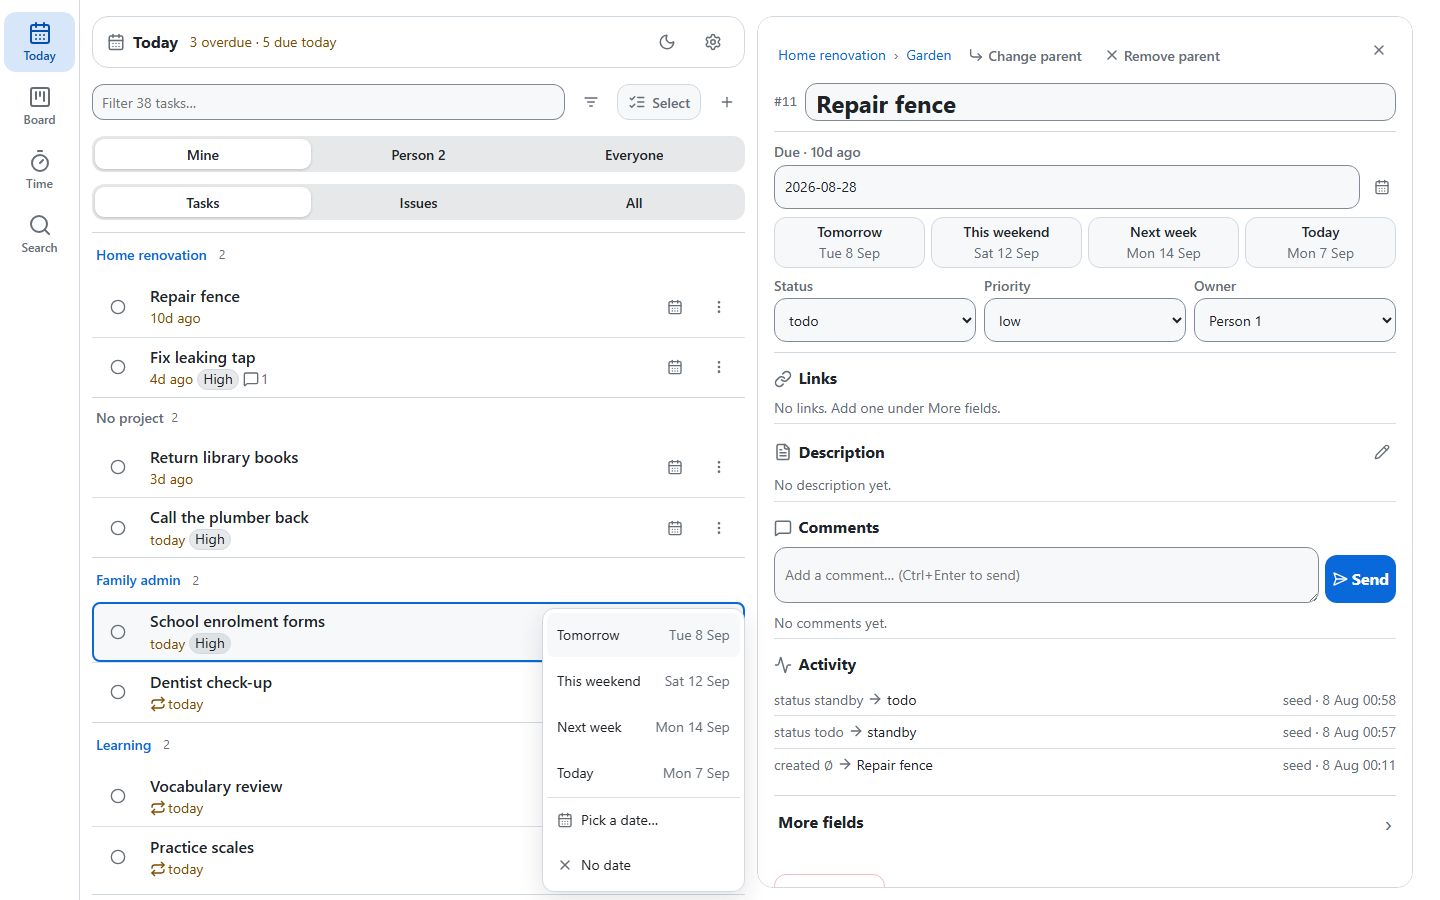 Today
Board
Time
Search
Today 3 overdue · 5 due today
Filter 38 tasks...
Select
Mine Person 2 Everyone
Tasks Issues All
Home renovation 2
Repair fence
10d ago
Fix leaking tap
4d ago High 1
No project 2
Return library books
3d ago
Call the plumber back
today High
Family admin 2
School enrolment forms
today High
Dentist check-up
today
Learning 2
Vocabulary review
today
Practice scales
today
Tomorrow Tue 8 Sep
This weekend Sat 12 Sep
Next week Mon 14 Sep
Today Mon 7 Sep
Pick a date...
No date
Home renovation › Garden Change parent Remove parent
#11 Repair fence
Due · 10d ago
2026-08-28
Tomorrow This weekend Next week Today
Tue 8 Sep Sat 12 Sep Mon 14 Sep Mon 7 Sep
Status Priority Owner
todo low Person 1
Links
No links. Add one under More fields.
Description
No description yet.
Comments
Add a comment... (Ctrl+Enter to send)
Send
No comments yet.
Activity
status standby → todo seed · 8 Aug 00:58
status todo → standby seed · 8 Aug 00:57
created ∅ → Repair fence seed · 8 Aug 00:11
More fields